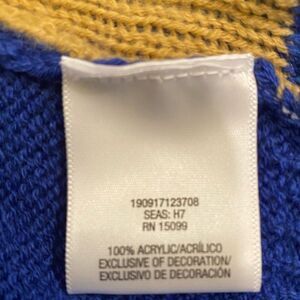 190917123708
SEAS: H7
RN 15099
100% ACRYLIC/ACRÍLICO
EXCLUSIVE OF DECORATION/
EXCLUSIVO DE DECORACIÓN